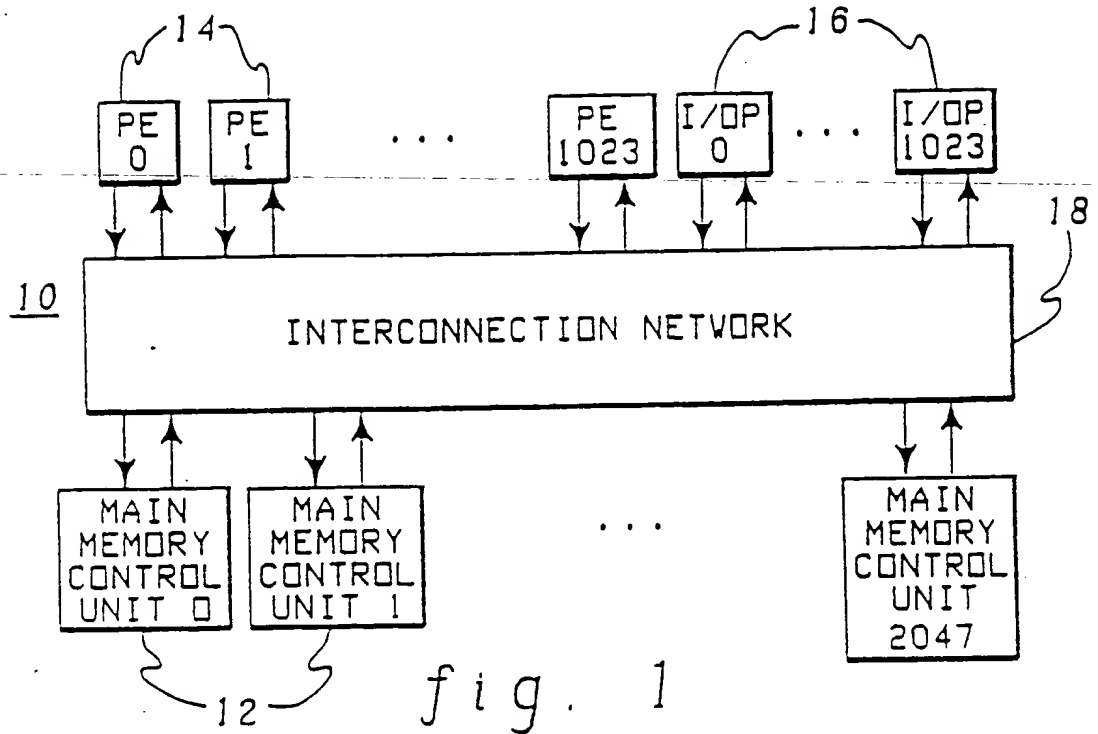 14
16
PE
0
PE
1
...
PE
1023
I/OP
0
...
I/OP
1023
18
10
INTERCONNECTION NETWORK
MAIN
MEMORY
CONTROL
UNIT 0
MAIN
MEMORY
CONTROL
UNIT 1
...
MAIN
MEMORY
CONTROL
UNIT
2047
12
fig. 1